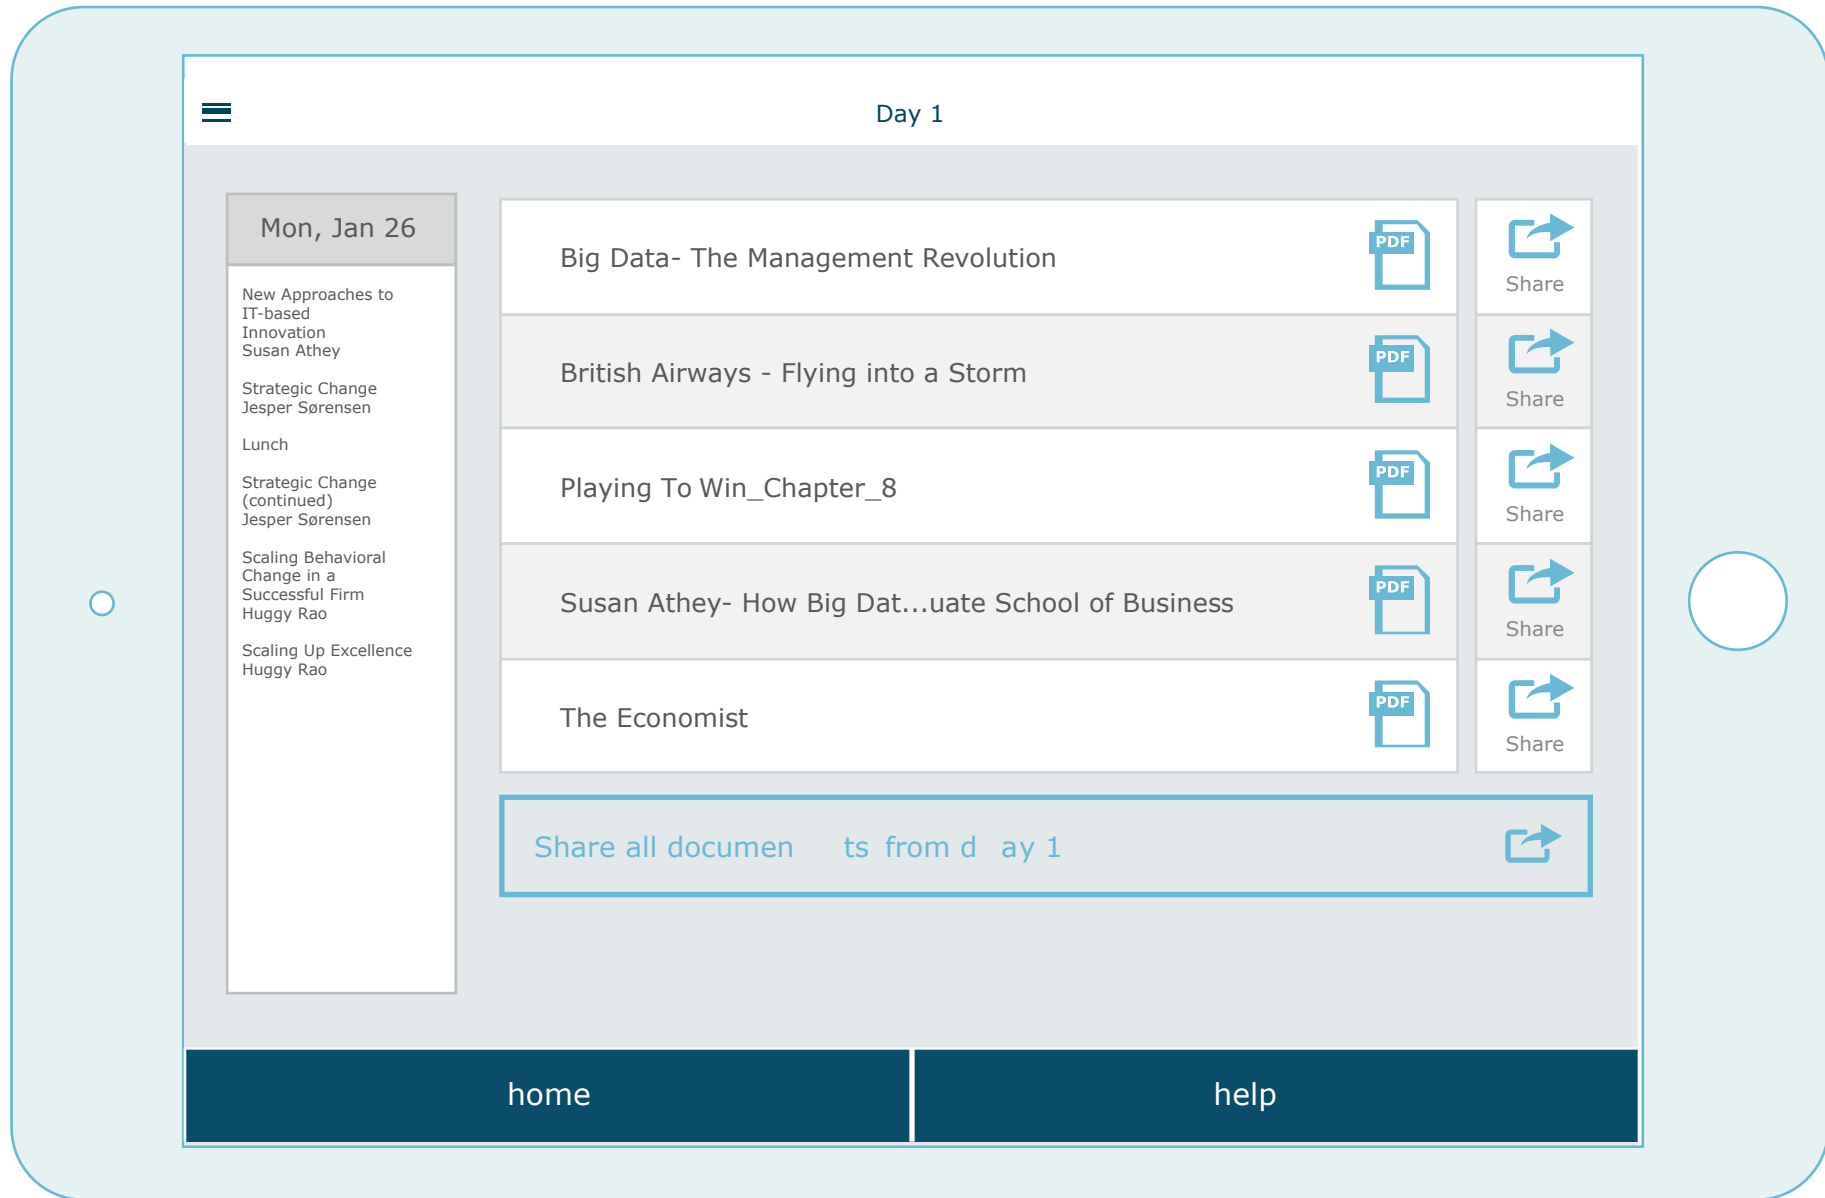 Day 1
Mon, Jan 26
New Approaches to
IT-based
Innovation
Susan Athey
Strategic Change
Jesper Sørensen
Lunch
Strategic Change
(continued)
Jesper Sørensen
Scaling Behavioral
Change in a
Successful Firm
Huggy Rao
Scaling Up Excellence
Huggy Rao
Big Data- The Management Revolution
PDF
Share
British Airways - Flying into a Storm
PDF
Share
Playing To Win_Chapter_8
PDF
Share
Susan Athey- How Big Dat...uate School of Business
PDF
Share
The Economist
PDF
Share
Share all documen ts from d ay 1
home
help